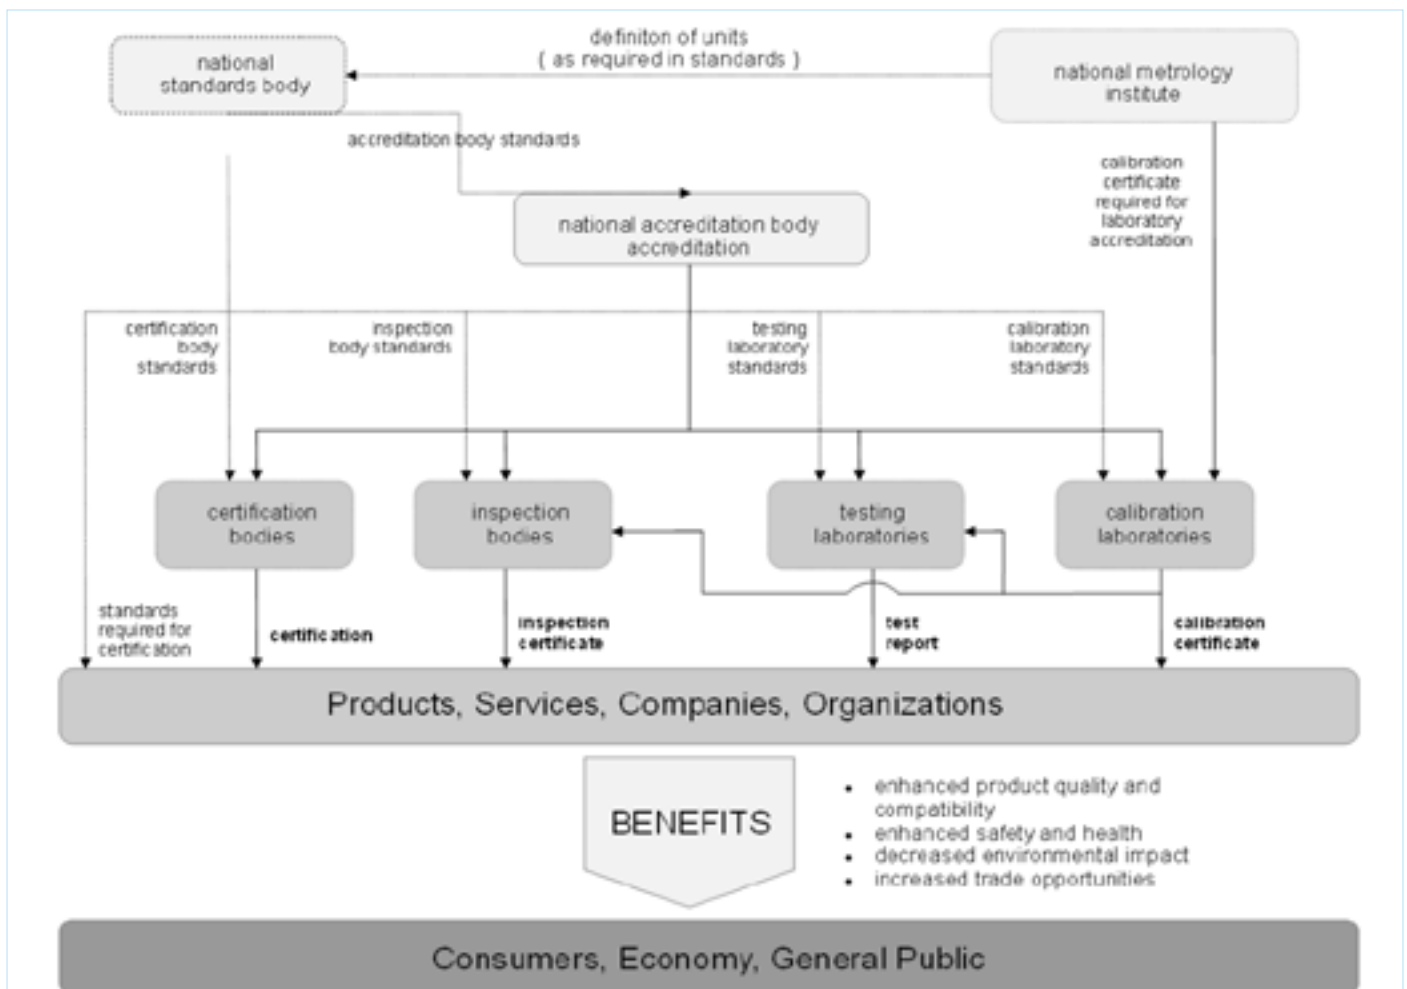 definiton of units
( as required in standards )
national
standards body
national metrology
institute
accreditation body standards
calibration
certificate
required for
laboratory
accreditation
national accreditation body
accreditation
certification
body
standards
inspection
body standards
testing
laboratory
standards
calibration
laboratory
standards
certification
bodies
inspection
bodies
testing
laboratories
calibration
laboratories
standards
required for
certification
certification
inspection
certificate
test
report
calibration
certificate
Products, Services, Companies, Organizations
BENEFITS
• enhanced product quality and
compatibility
• enhanced safety and health
• decreased environmental impact
• increased trade opportunities
Consumers, Economy, General Public